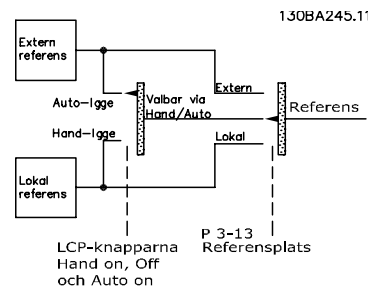 130BA245.11
Extern
referens
Auto-läge
Valbar via
Hand/Auto
Extern
Referens
Hand-läge
Lokal
Lokal
referens
LCP-knapparna
Hand on, Off
och Auto on
P 3-13
Referensplats